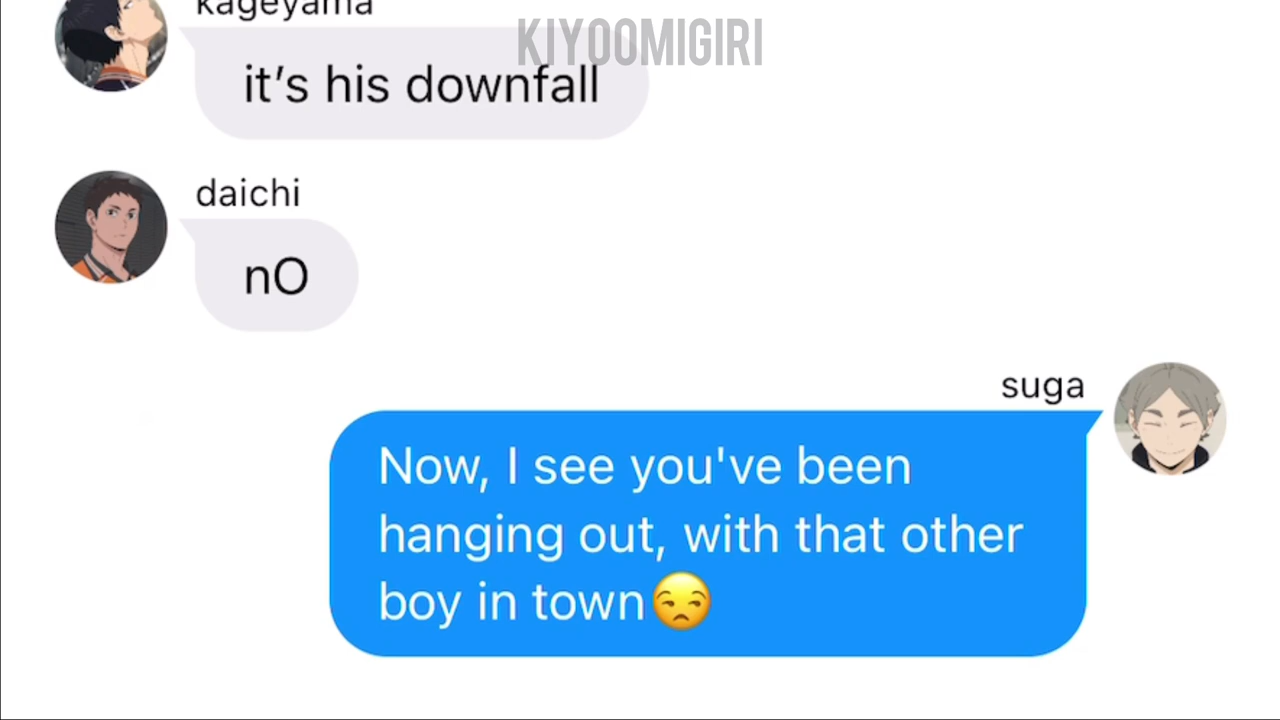 kageyama
KIYOOMIGIRI
it’s his downfall
daichi
nO
suga
Now, I see you've been
hanging out, with that other
boy in town😒